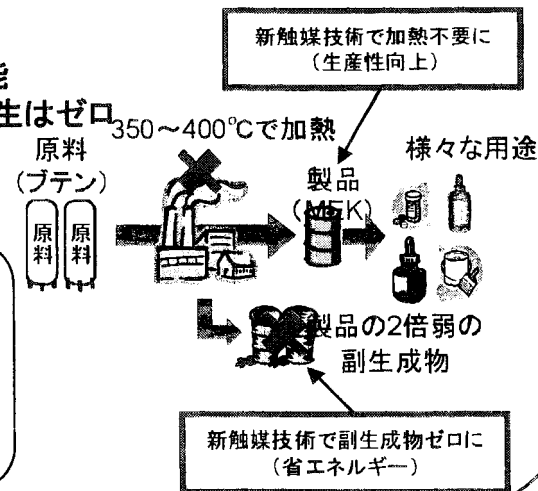 新触媒技術で加熱不要に
（生産性向上）
能
生はゼロ
350～400℃で加熱
原料
（ブテン）
原料
原料
製品
（MEK）
様々な用途
製品の2倍弱の
副生成物
新触媒技術で副生成物ゼロに
（省エネルギー）